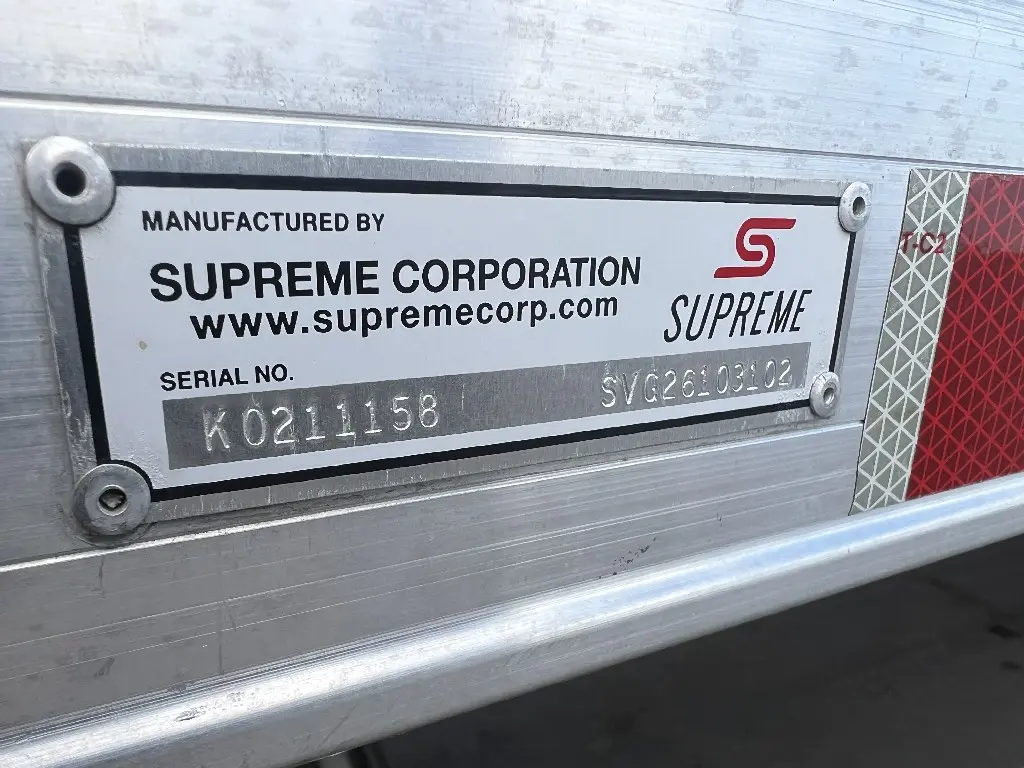 MANUFACTURED BY
SUPREME CORPORATION
www.supremecorp.com
SUPREME
SERIAL NO.
K0211158 SVG26103102
T-C2